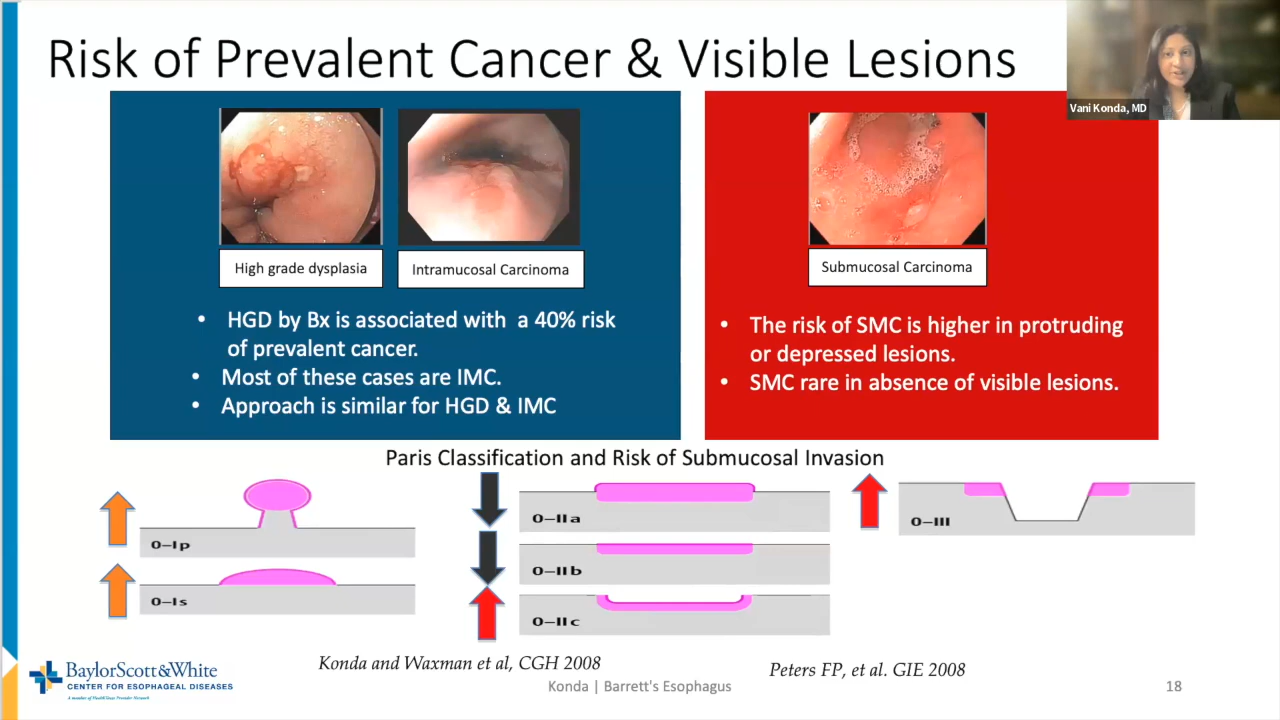 Risk of Prevalent Cancer & Visible Lesions
Vani Konda, MD
High grade dysplasia
Intramucosal Carcinoma
Submucosal Carcinoma
• HGD by Bx is associated with a 40% risk
of prevalent cancer.
• Most of these cases are IMC.
• Approach is similar for HGD & IMC
• The risk of SMC is higher in protruding
or depressed lesions.
• SMC rare in absence of visible lesions.
Paris Classification and Risk of Submucosal Invasion
0-Ip
0-Is
0-IIa
0-IIb
0-IIc
0-III
Konda and Waxman et al, CGH 2008
Peters FP, et al. GIE 2008
BaylorScott&White
CENTER FOR ESOPHAGEAL DISEASES
Konda | Barrett's Esophagus
18